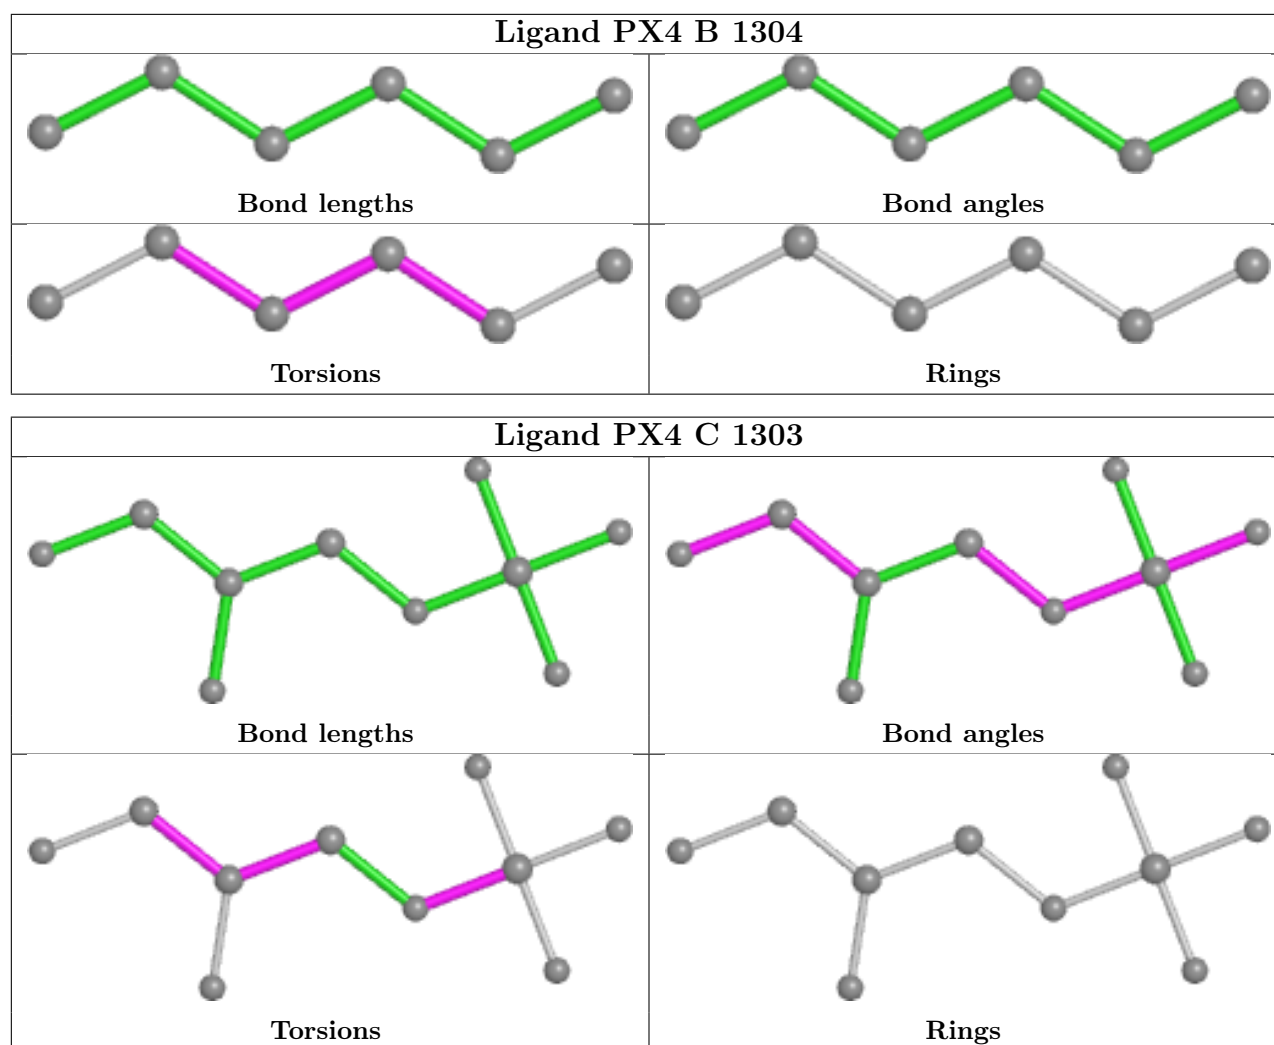 Ligand PX4 B 1304
Bond lengths
Bond angles
Torsions
Rings
Ligand PX4 C 1303
Bond lengths
Bond angles
Torsions
Rings